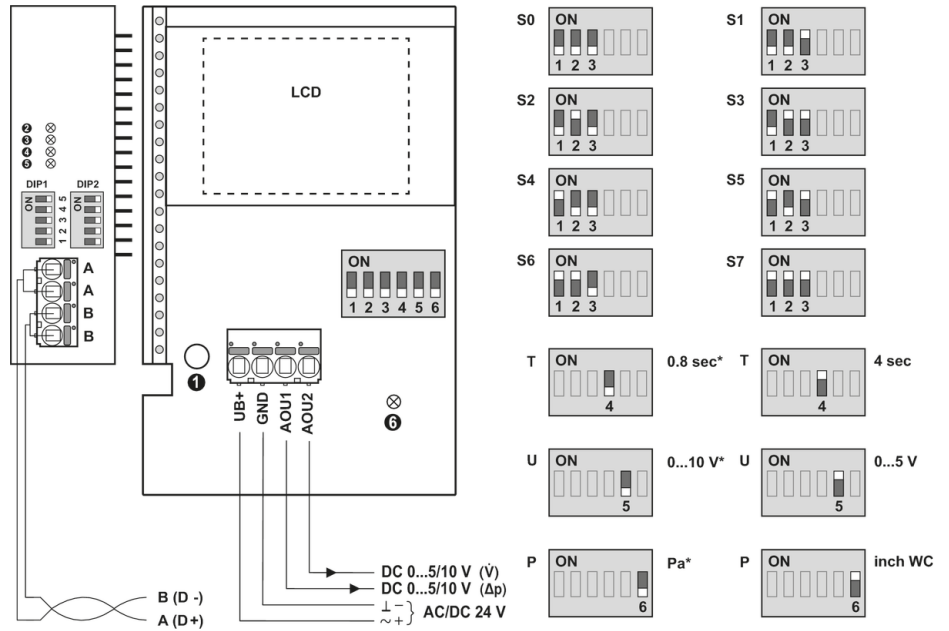 LCD
❷
❸
❹
❺
DIP1 DIP2
ON
1 2 3 4 5
ON
A
A
B
B
ON
1 2 3 4 5 6
❶
UB+
GND
AOU1
AOU2
❻
DC 0...5/10 V (V̇)
DC 0...5/10 V (Δp)
⊥ −
~ + } AC/DC 24 V
B (D -)
A (D+)
S0 ON
1 2 3
S1 ON
1 2 3
S2 ON
1 2 3
S3 ON
1 2 3
S4 ON
1 2 3
S5 ON
1 2 3
S6 ON
1 2 3
S7 ON
1 2 3
T ON 0.8 sec*
4
T ON 4 sec
4
U ON 0...10 V*
5
U ON 0...5 V
5
P ON Pa*
6
P ON inch WC
6